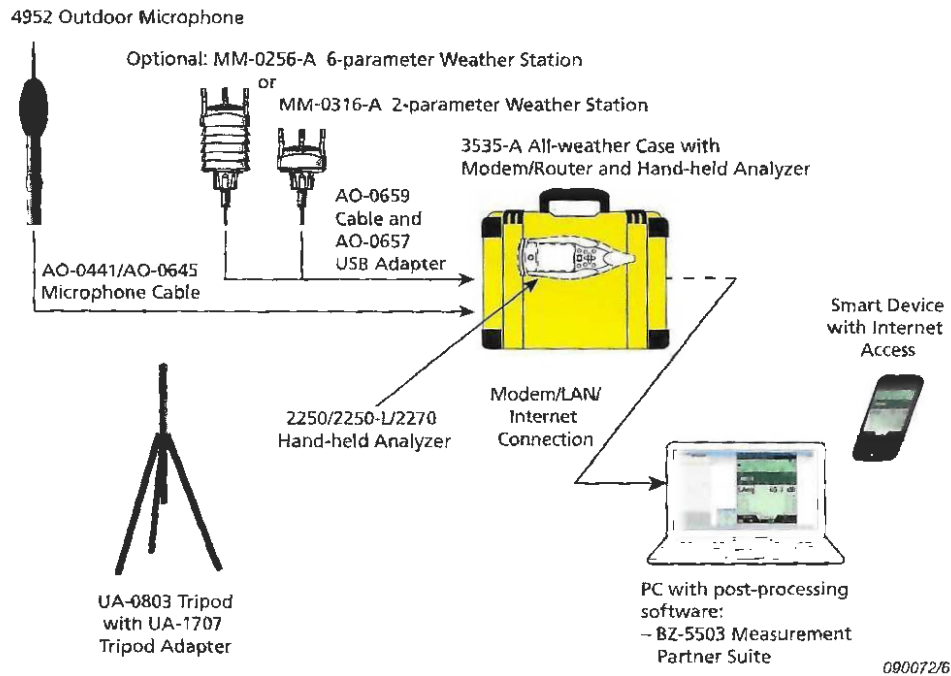 4952 Outdoor Microphone
Optional: MM-0256-A 6-parameter Weather Station
or
MM-0316-A 2-parameter Weather Station
3535-A All-weather Case with
Modem/Router and Hand-held Analyzer
AO-0659
Cable and
AO-0657
USB Adapter
AO-0441/AO-0645
Microphone Cable
Smart Device
with Internet
Access
2250/2250-L/2270
Hand-held Analyzer
Modem/LAN/
Internet
Connection
UA-0803 Tripod
with UA-1707
Tripod Adapter
PC with post-processing
software:
– BZ-5503 Measurement
Partner Suite
090072/6